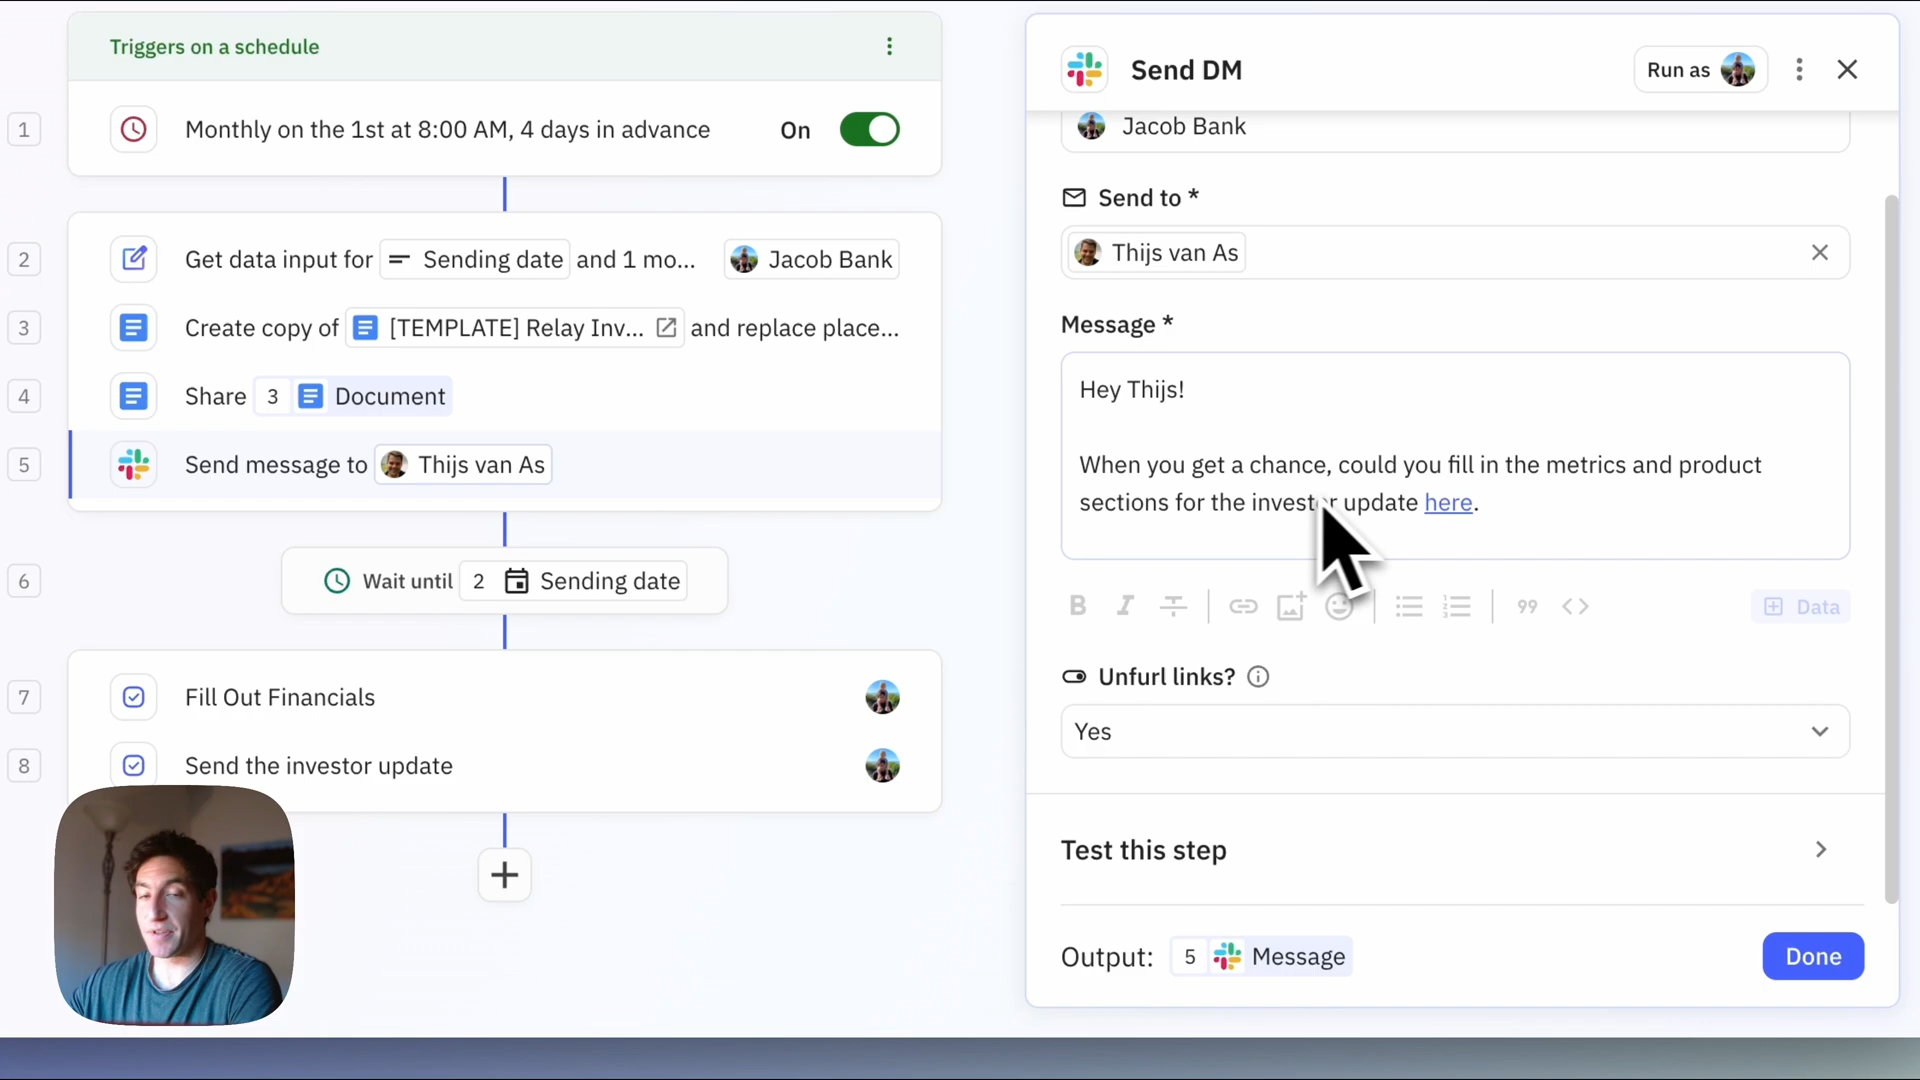 Triggers on a schedule
1
Monthly on the 1st at 8:00 AM, 4 days in advance
On
2
Get data input for Sending date and 1 mo... Jacob Bank
3
Create copy of [TEMPLATE] Relay Inv... and replace place...
4
Share 3 Document
5
Send message to Thijs van As
6
Wait until 2 Sending date
7
Fill Out Financials
8
Send the investor update
Send DM
Run as
Jacob Bank
Send to *
Thijs van As
Message *
Hey Thijs!
When you get a chance, could you fill in the metrics and product
sections for the investor update here.
Data
Unfurl links?
Yes
Test this step
Output: 5 Message
Done